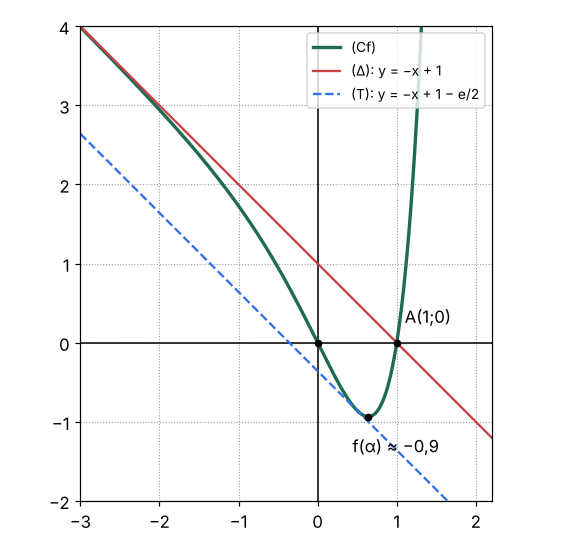 (Cf)
(Δ): y = −x + 1
(T): y = −x + 1 − e/2
A(1;0)
f(α) ≈ −0,9
4
3
2
1
0
−1
−2
−3 −2 −1 0 1 2